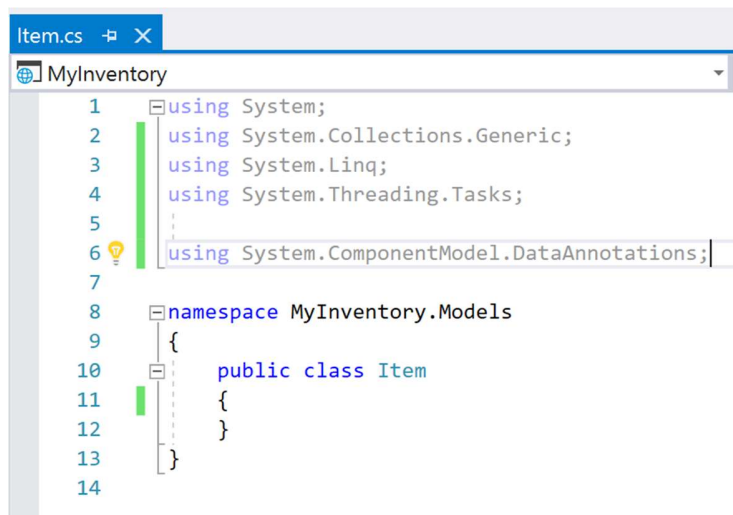 Item.cs
MyInventory
1 using System;
2 using System.Collections.Generic;
3 using System.Linq;
4 using System.Threading.Tasks;
5
6 using System.ComponentModel.DataAnnotations;
7
8 namespace MyInventory.Models
9 {
10 public class Item
11 {
12 }
13 }
14